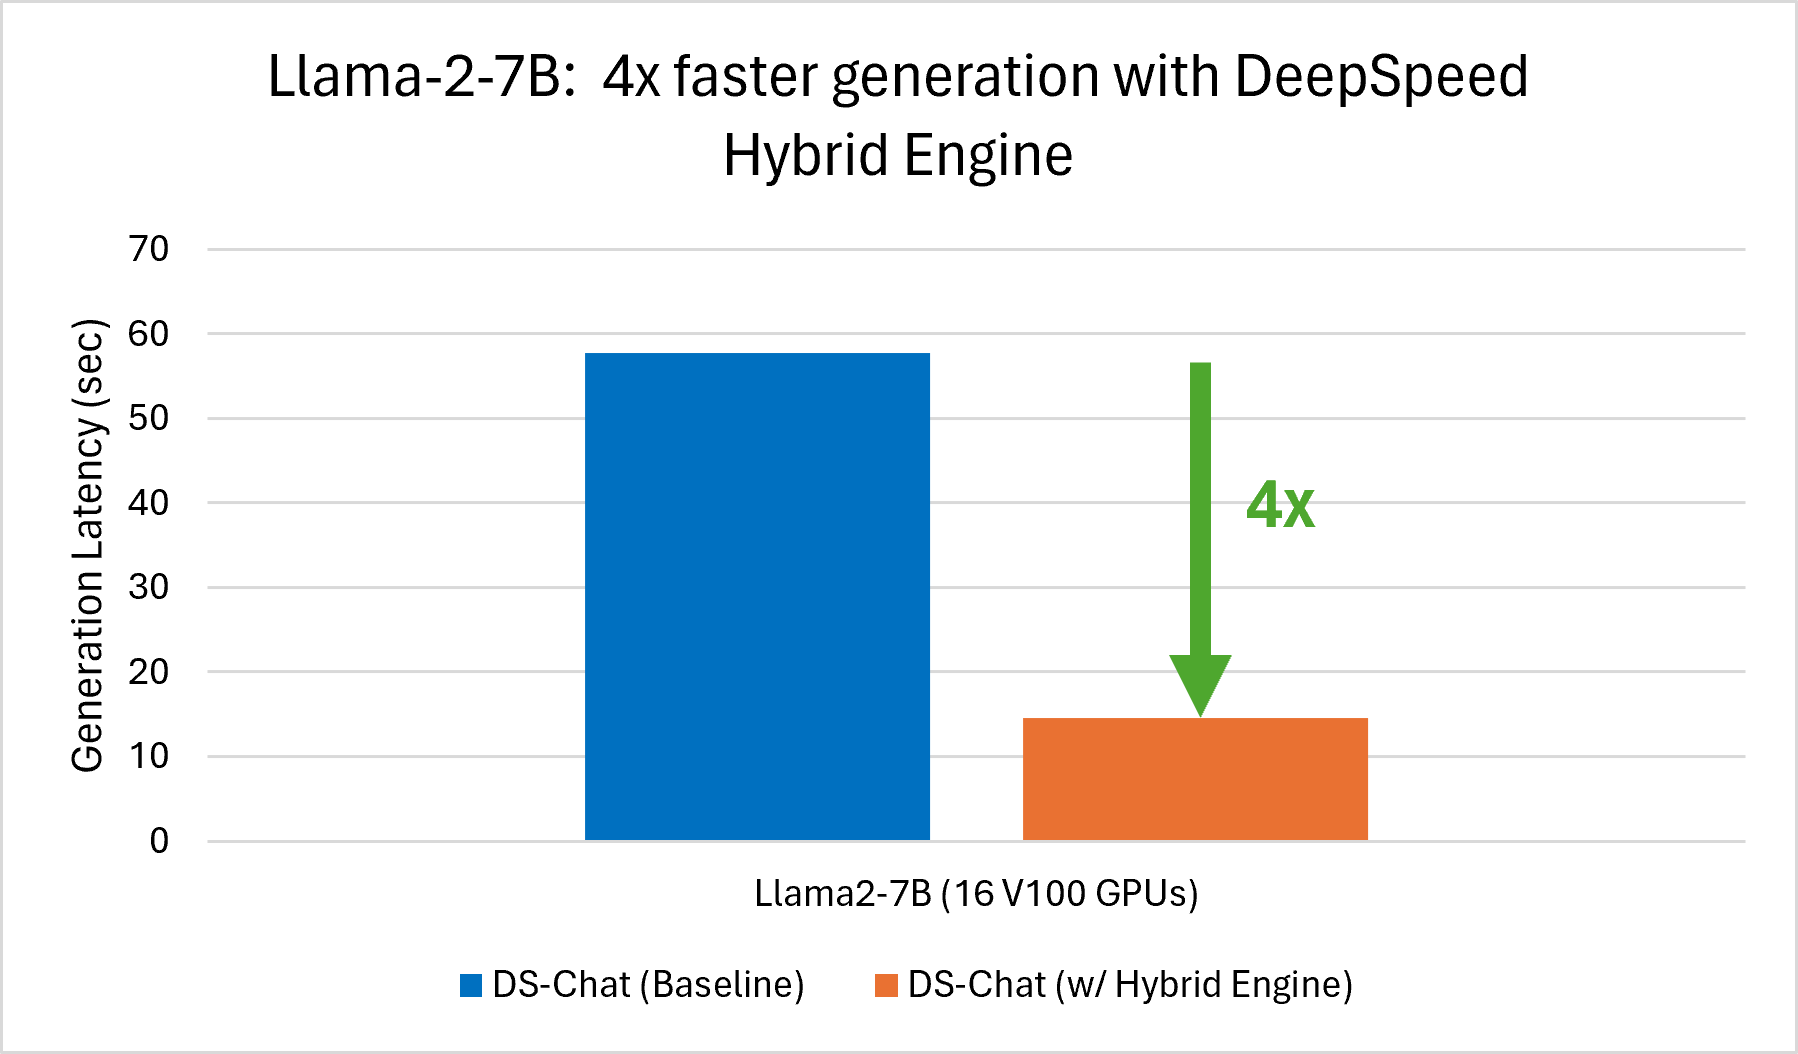 Llama-2-7B:  4x faster generation with DeepSpeed
Hybrid Engine
Generation Latency (sec)
70
60
50
40
30
20
10
0
4x
Llama2-7B (16 V100 GPUs)
DS-Chat (Baseline)
DS-Chat (w/ Hybrid Engine)